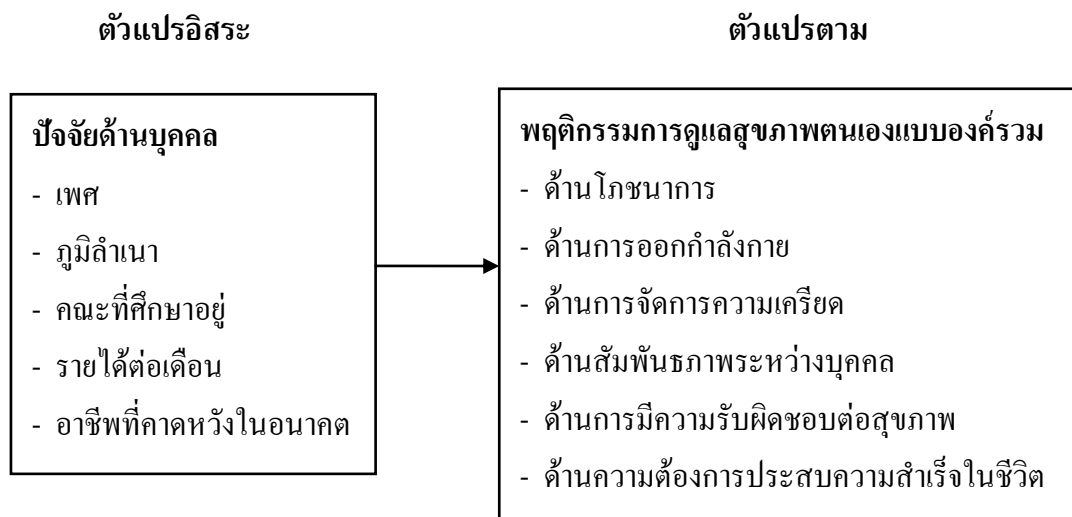 ตัวแปรอิสระ
ตัวแปรตาม
ปัจจัยด้านบุคคล
- เพศ
- ภูมิลำเนา
- คณะที่ศึกษาอยู่
- รายได้ต่อเดือน
- อาชีพที่คาดหวังในอนาคต
พฤติกรรมการดูแลสุขภาพตนเองแบบองค์รวม
- ด้านโภชนาการ
- ด้านการออกกำลังกาย
- ด้านการจัดการความเครียด
- ด้านสัมพันธภาพระหว่างบุคคล
- ด้านการมีความรับผิดชอบต่อสุขภาพ
- ด้านความต้องการประสบความสำเร็จในชีวิต